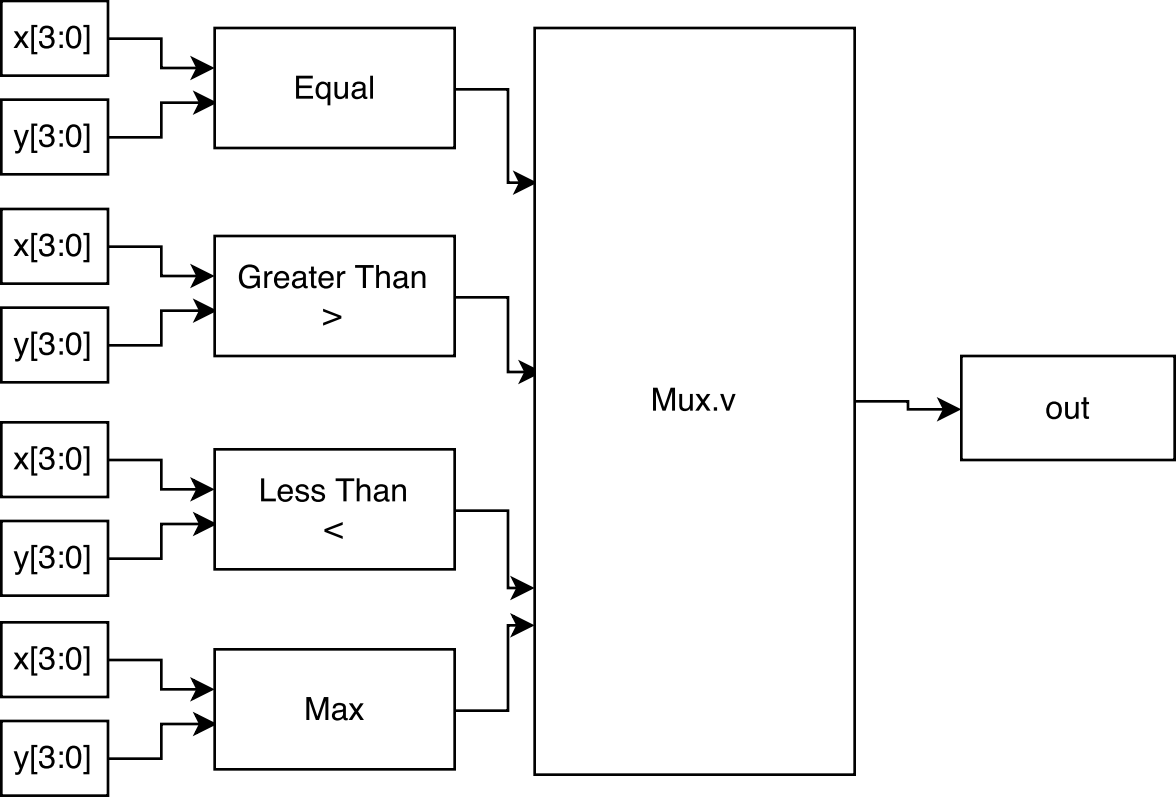 x[3:0]
y[3:0]
Equal
x[3:0]
y[3:0]
Greater Than
>
x[3:0]
y[3:0]
Less Than
<
x[3:0]
y[3:0]
Max
Mux.v
out